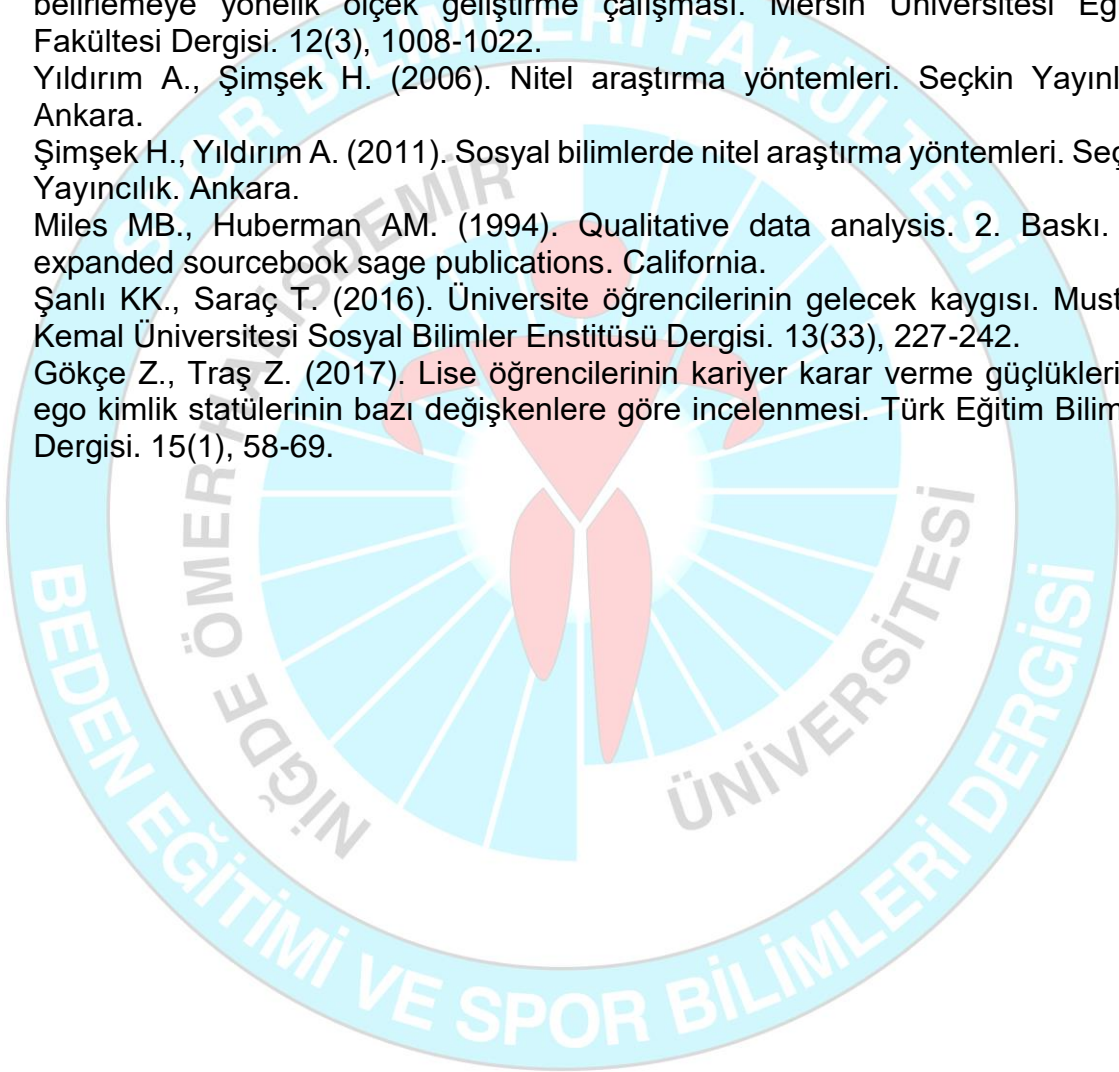 belirlemeye yönelik ölçek geliştirme çalışması. Mersin Üniversitesi Eğ
Fakültesi Dergisi. 12(3), 1008-1022.
Yıldırım A., Şimşek H. (2006). Nitel araştırma yöntemleri. Seçkin Yayınl
Ankara.
Şimşek H., Yıldırım A. (2011). Sosyal bilimlerde nitel araştırma yöntemleri. Seç
Yayıncılık. Ankara.
Miles MB., Huberman AM. (1994). Qualitative data analysis. 2. Baskı.
expanded sourcebook sage publications. California.
Şanlı KK., Saraç T. (2016). Üniversite öğrencilerinin gelecek kaygısı. Must
Kemal Üniversitesi Sosyal Bilimler Enstitüsü Dergisi. 13(33), 227-242.
Gökçe Z., Traş Z. (2017). Lise öğrencilerinin kariyer karar verme güçlükleri
ego kimlik statülerinin bazı değişkenlere göre incelenmesi. Türk Eğitim Bilim
Dergisi. 15(1), 58-69.
SPOR BİLİMLERİ FAKÜLTESİ
NİĞDE ÖMER HALİSDEMİR
ÜNİVERSİTESİ
BEDEN EĞİTİMİ VE SPOR BİLİMLERİ DERGİSİ